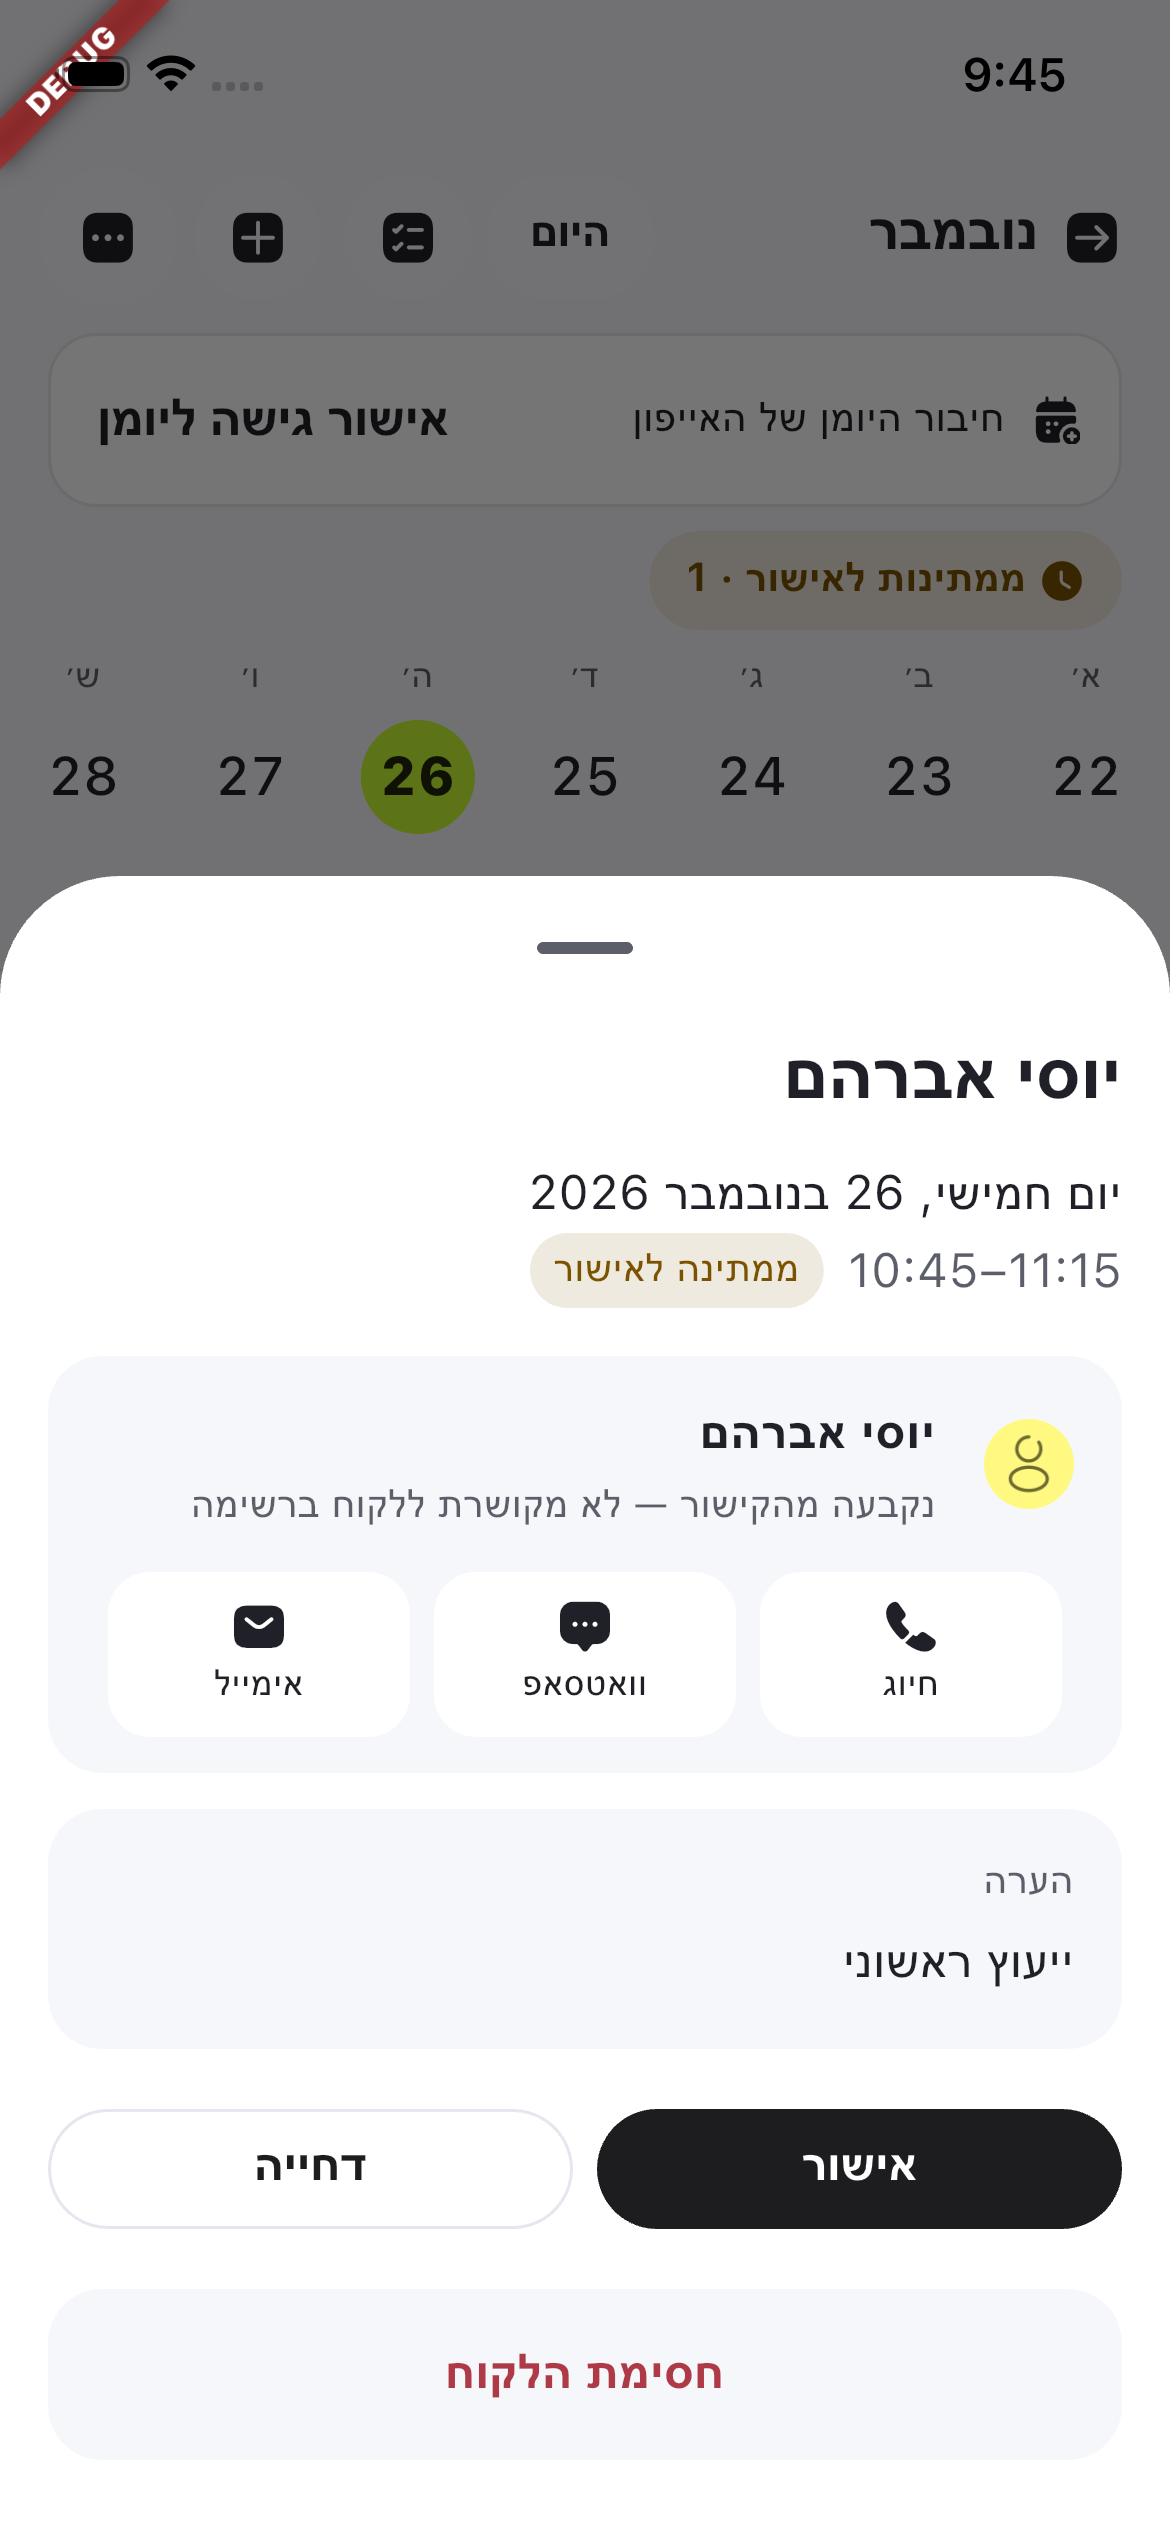 DEBUG
9:45
נובמבר
היום
חיבור היומן של האייפון
אישור גישה ליומן
ממתינות לאישור · 1
א׳ ב׳ ג׳ ד׳ ה׳ ו׳ ש׳
22 23 24 25 26 27 28
יוסי אברהם
יום חמישי, 26 בנובמבר 2026
10:45–11:15 ממתינה לאישור
יוסי אברהם
נקבעה מהקישור — לא מקושרת ללקוח ברשימה
חיוג
וואטסאפ
אימייל
הערה
ייעוץ ראשוני
אישור
דחייה
חסימת הלקוח